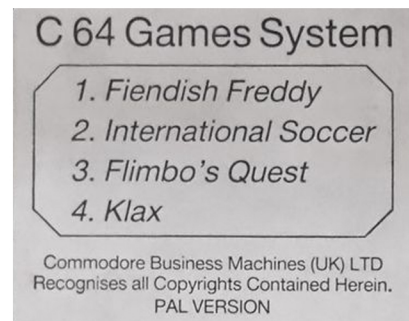 C 64 Games System
1. Fiendish Freddy
2. International Soccer
3. Flimbo's Quest
4. Klax
Commodore Business Machines (UK) LTD
Recognises all Copyrights Contained Herein.
PAL VERSION